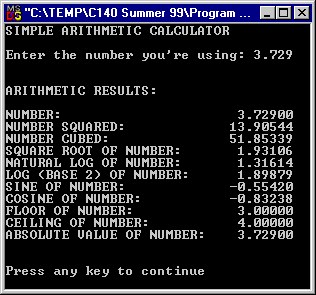 "C:\TEMP\C140 Summer 99\Program ...
SIMPLE ARITHMETIC CALCULATOR
Enter the number you're using: 3.729
ARITHMETIC RESULTS:
NUMBER: 3.72900
NUMBER SQUARED: 13.90544
NUMBER CUBED: 51.85339
SQUARE ROOT OF NUMBER: 1.93106
NATURAL LOG OF NUMBER: 1.31614
LOG (BASE 2) OF NUMBER: 1.89879
SINE OF NUMBER: -0.55420
COSINE OF NUMBER: -0.83238
FLOOR OF NUMBER: 3.00000
CEILING OF NUMBER: 4.00000
ABSOLUTE VALUE OF NUMBER: 3.72900
Press any key to continue